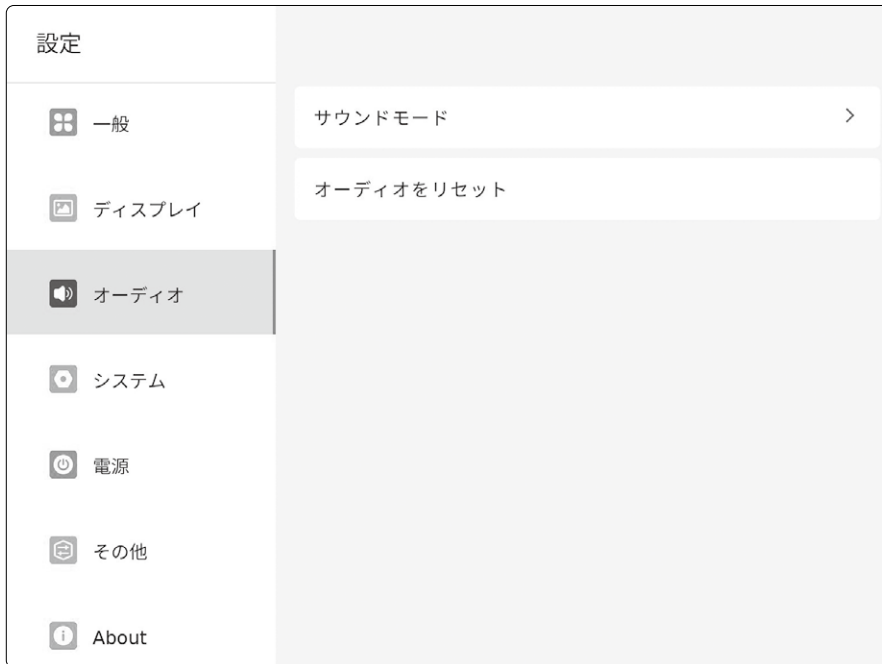 設定
一般
ディスプレイ
オーディオ
システム
電源
その他
About
サウンドモード
オーディオをリセット